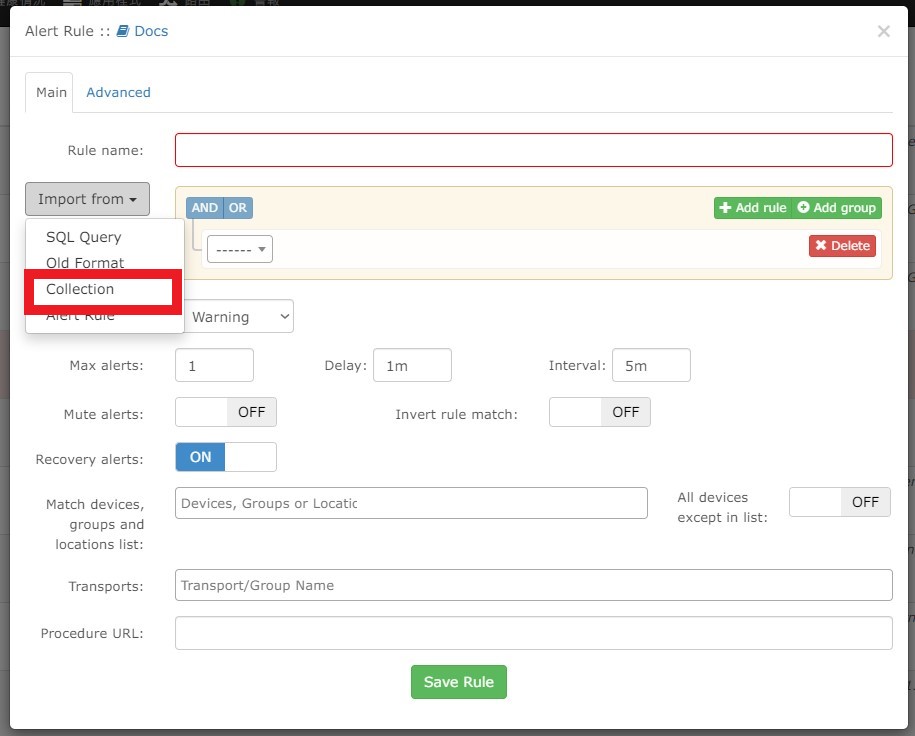 Alert Rule :: Docs ×
Main Advanced
Rule name:
Import from
AND OR
Add rule Add group
SQL Query
------
Delete
Old Format
Collection
Alert Rule
Warning
Max alerts: 1 Delay: 1m Interval: 5m
Mute alerts: OFF Invert rule match: OFF
Recovery alerts: ON
Match devices, groups and locations list:
Devices, Groups or Locatic
All devices except in list: OFF
Transports: Transport/Group Name
Procedure URL:
Save Rule